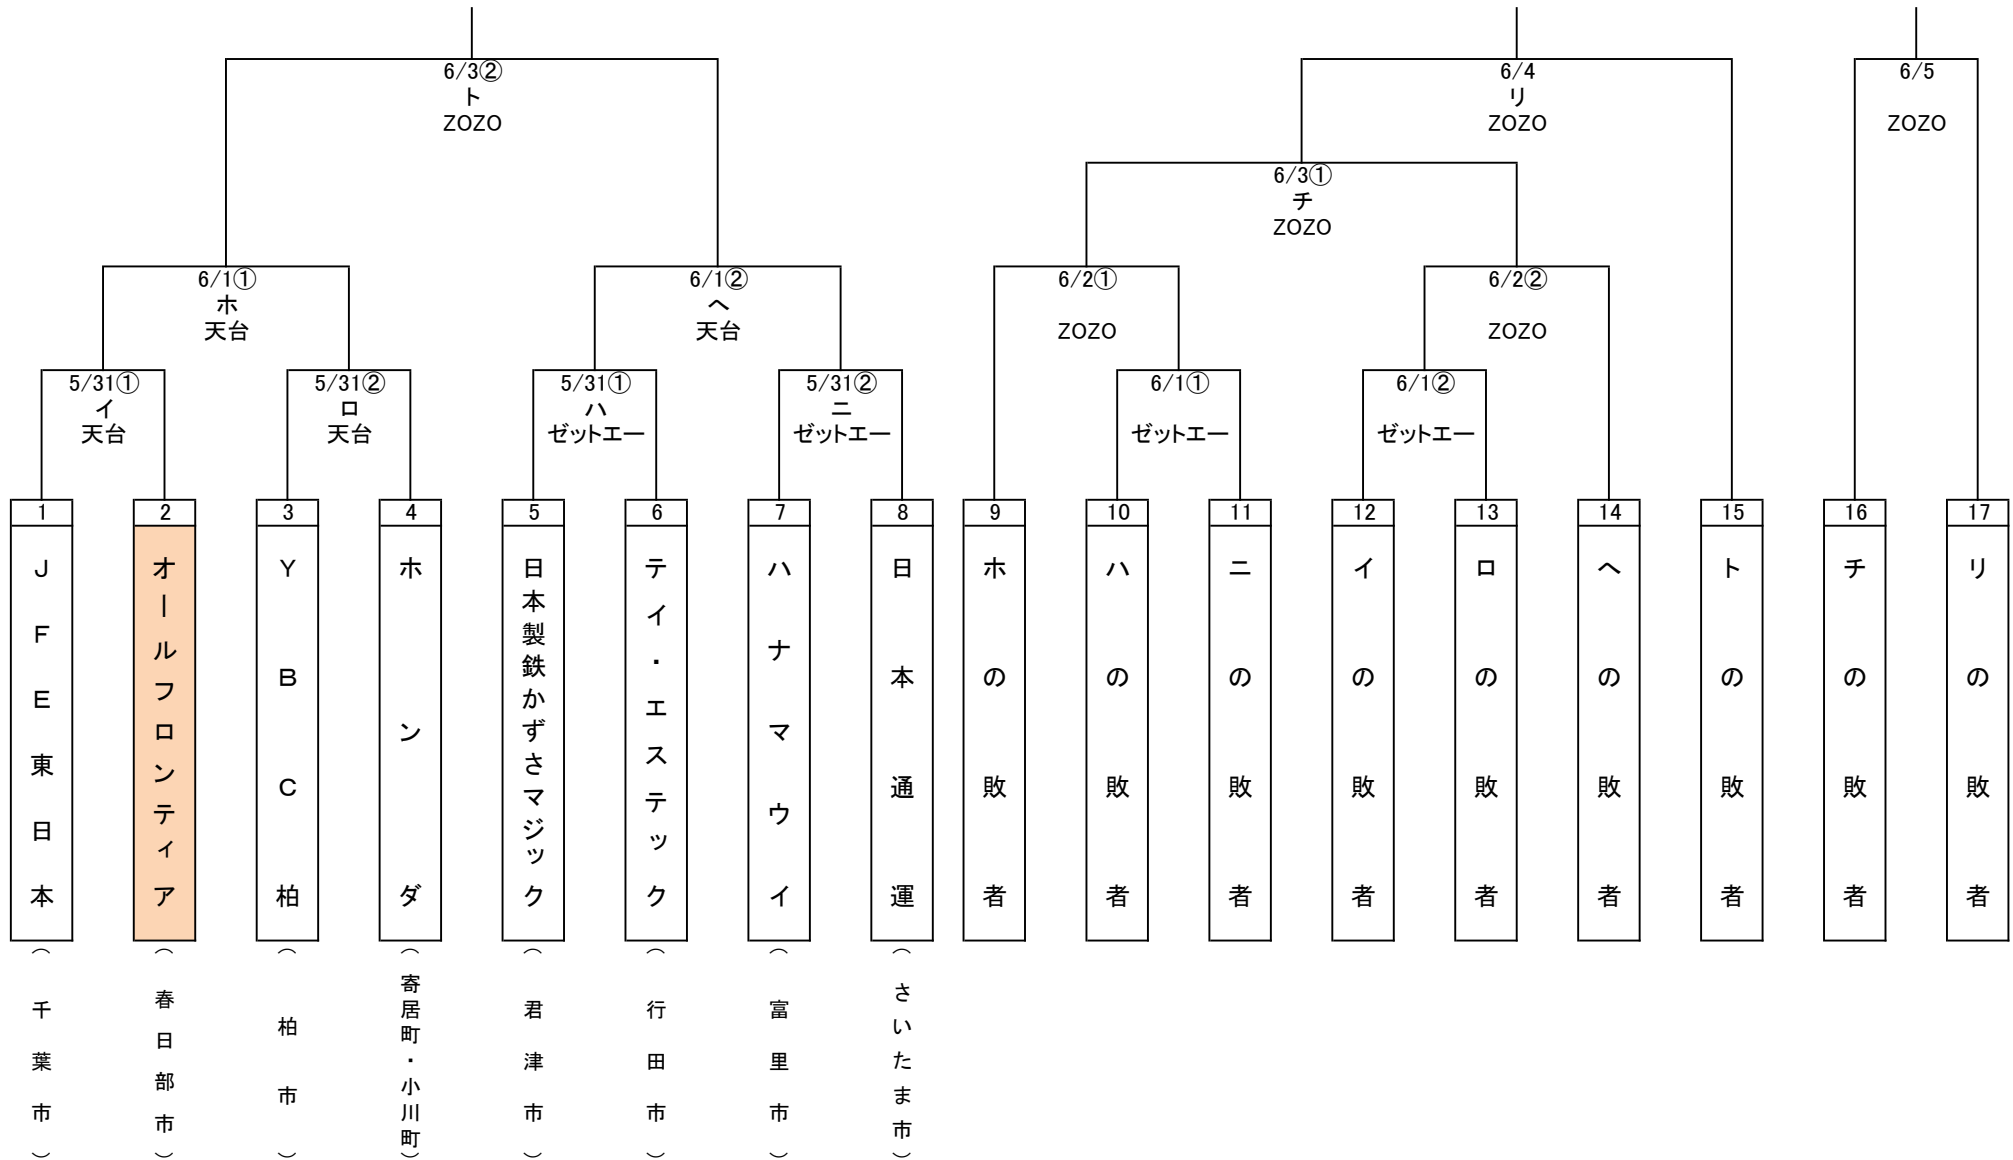 6/3②
ト
ZOZO
6/4
リ
ZOZO
6/5
ZOZO
6/3①
チ
ZOZO
6/1①
ホ
天台
6/1②
ヘ
天台
6/2①
ZOZO
6/2②
ZOZO
5/31①
イ
天台
5/31②
ロ
天台
5/31①
ハ
ゼットエー
5/31②
ニ
ゼットエー
6/1①
ゼットエー
6/1②
ゼットエー
1
JFE東日本
(千葉市)
2
オールフロンティア
(春日部市)
3
YBC柏
(柏市)
4
ホンダ
(寄居町・小川町)
5
日本製鉄かずさマジック
(君津市)
6
テイ・エステック
(行田市)
7
ハナマウイ
(富里市)
8
日本通運
(さいたま市)
9
ホの敗者
10
ハの敗者
11
ニの敗者
12
イの敗者
13
ロの敗者
14
ヘの敗者
15
トの敗者
16
チの敗者
17
リの敗者